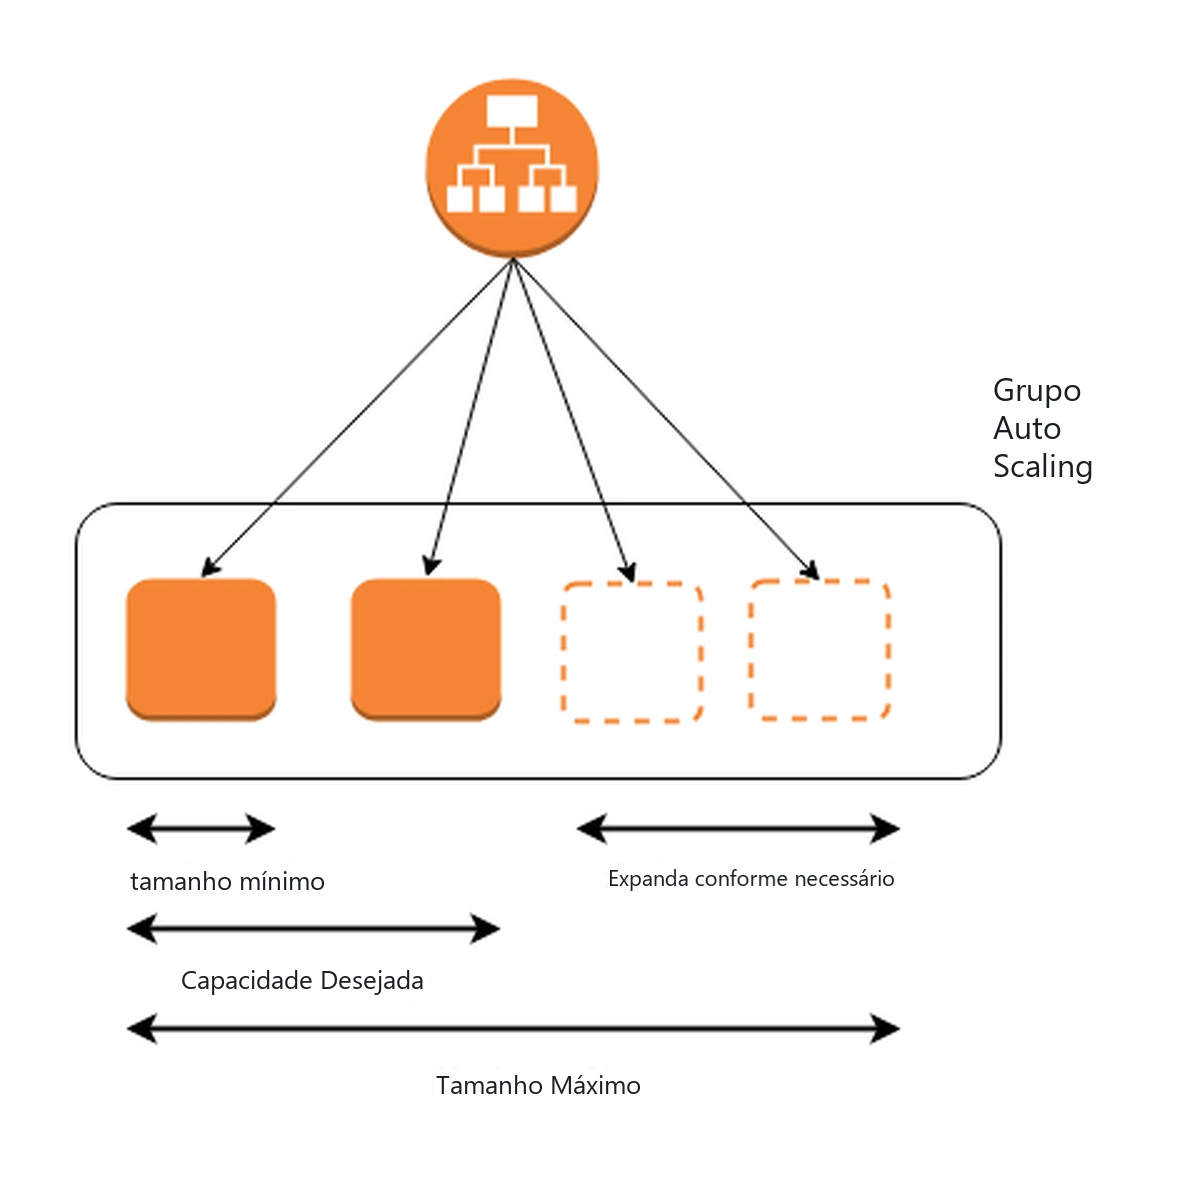 Grupo
Auto
Scaling
tamanho mínimo
Expanda conforme necessário
Capacidade Desejada
Tamanho Máximo